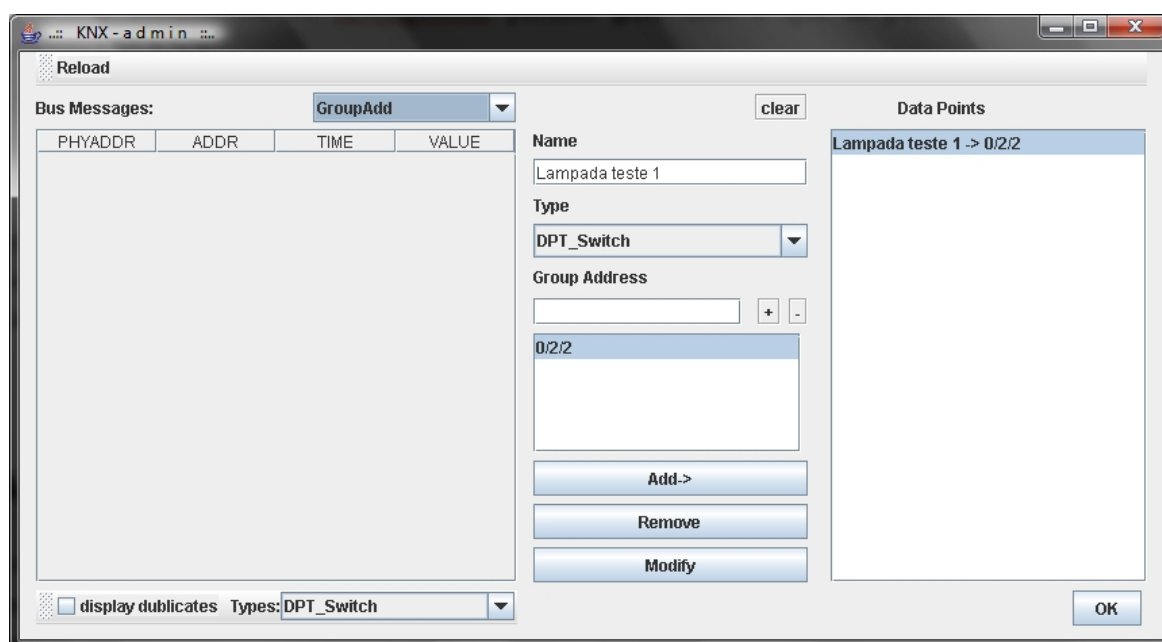 ..:: KNX - a d m i n ::..
Reload
Bus Messages: GroupAdd
PHYADDR ADDR TIME VALUE
clear
Name
Lampada teste 1
Type
DPT_Switch
Group Address
+ -
0/2/2
Add->
Remove
Modify
Data Points
Lampada teste 1 -> 0/2/2
display dublicates Types: DPT_Switch
OK